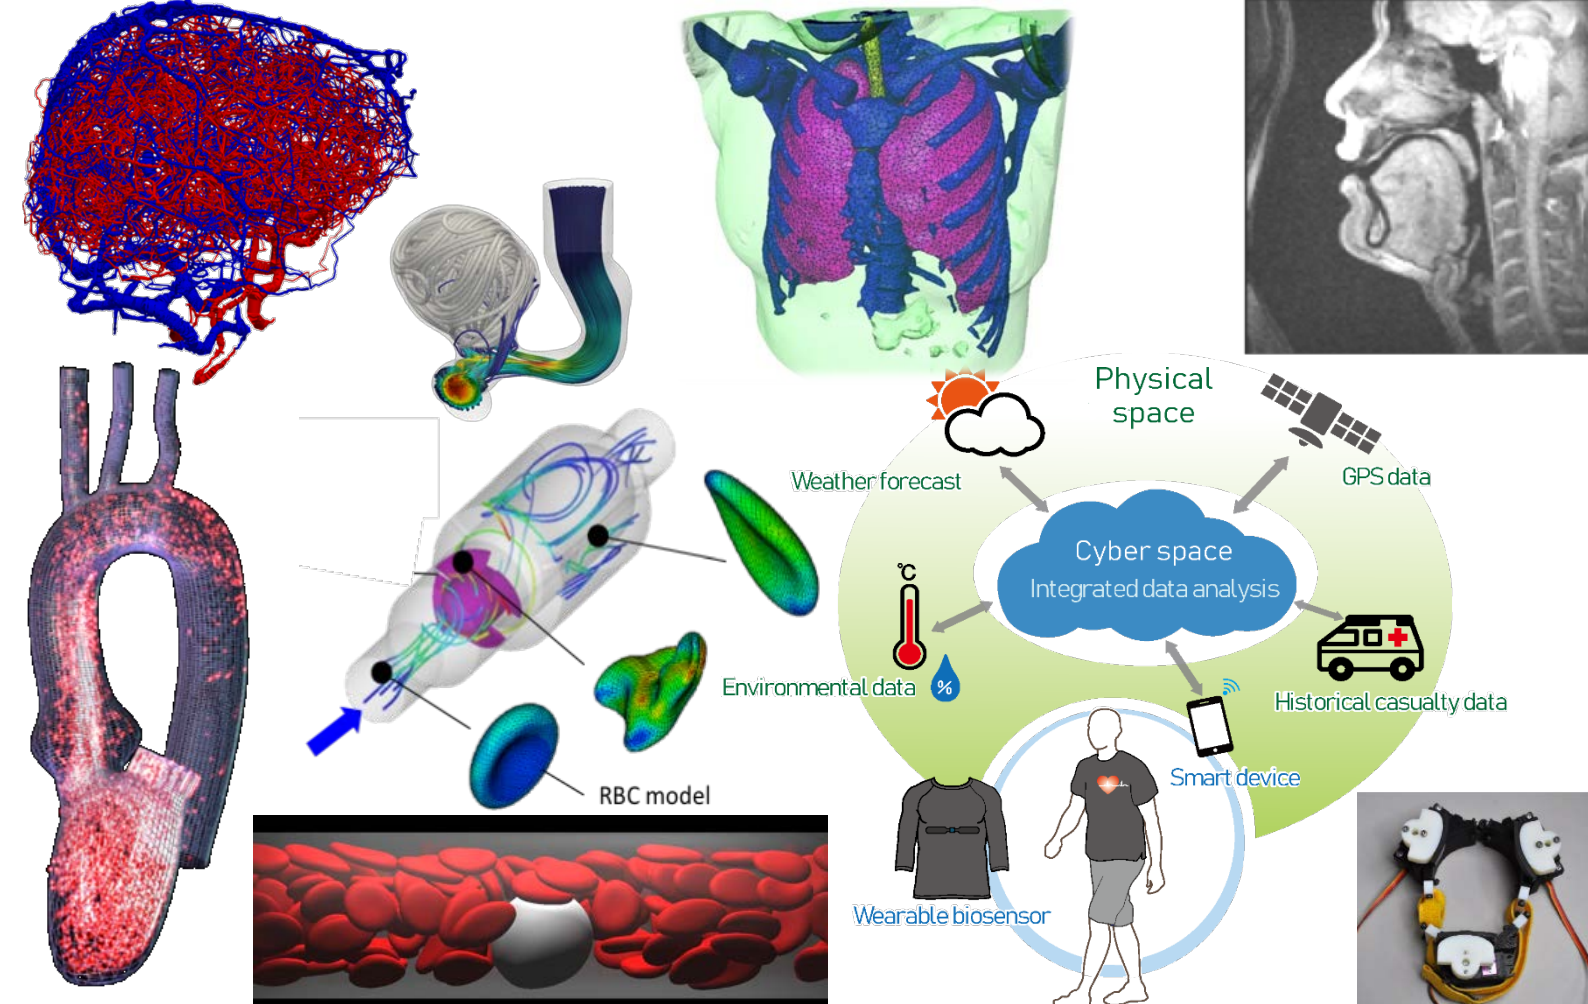 Physical
space
Weather forecast
GPS data
Cyber space
Integrated data analysis
°C
Environmental data
%
Historical casualty data
Smart device
RBC model
Wearable biosensor